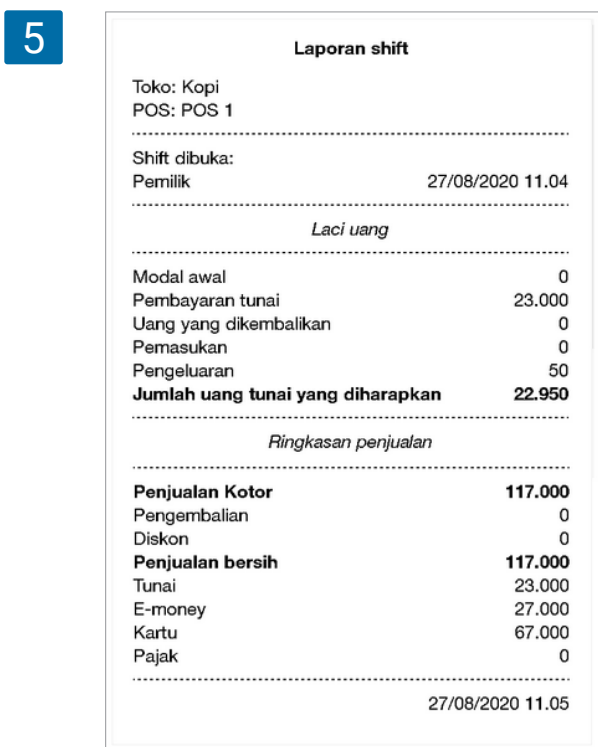 5
Laporan shift
Toko: Kopi
POS: POS 1
Shift dibuka:
Pemilik 27/08/2020 11.04
Laci uang
Modal awal 0
Pembayaran tunai 23.000
Uang yang dikembalikan 0
Pemasukan 0
Pengeluaran 50
Jumlah uang tunai yang diharapkan 22.950
Ringkasan penjualan
Penjualan Kotor 117.000
Pengembalian 0
Diskon 0
Penjualan bersih 117.000
Tunai 23.000
E-money 27.000
Kartu 67.000
Pajak 0
27/08/2020 11.05